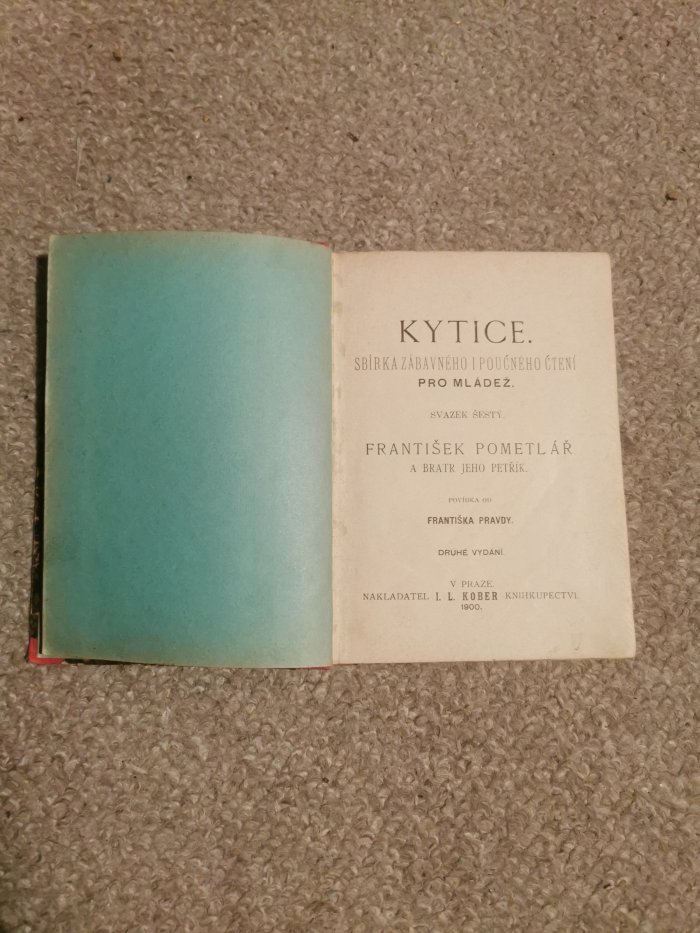 KYTICE.
SBÍRKA ZÁBAVNÉHO I POUČNÉHO ČTENÍ
PRO MLÁDEŽ.
SVAZEK ŠESTÝ.
FRANTIŠEK POMETLÁŘ
A BRATR JEHO PETŘÍK.
POVÍDKA OD
FRANTIŠKA PRAVDY.
DRUHÉ VYDÁNÍ.
V PRAZE.
NAKLADATEL I. L. KOBER KNIHKUPECTVÍ.
1900.